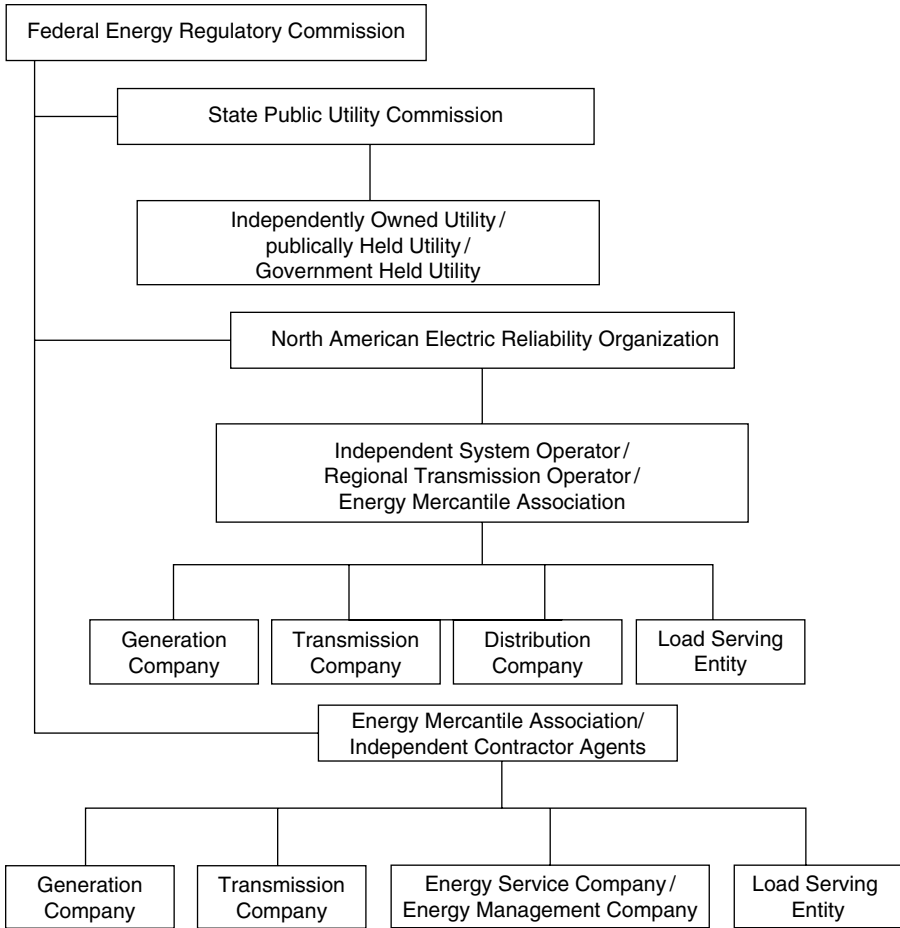 Federal Energy Regulatory Commission
State Public Utility Commission
Independently Owned Utility/
publically Held Utility/
Government Held Utility
North American Electric Reliability Organization
Independent System Operator/
Regional Transmission Operator/
Energy Mercantile Association
Generation
Company
Transmission
Company
Distribution
Company
Load Serving
Entity
Energy Mercantile Association/
Independent Contractor Agents
Generation
Company
Transmission
Company
Energy Service Company/
Energy Management Company
Load Serving
Entity